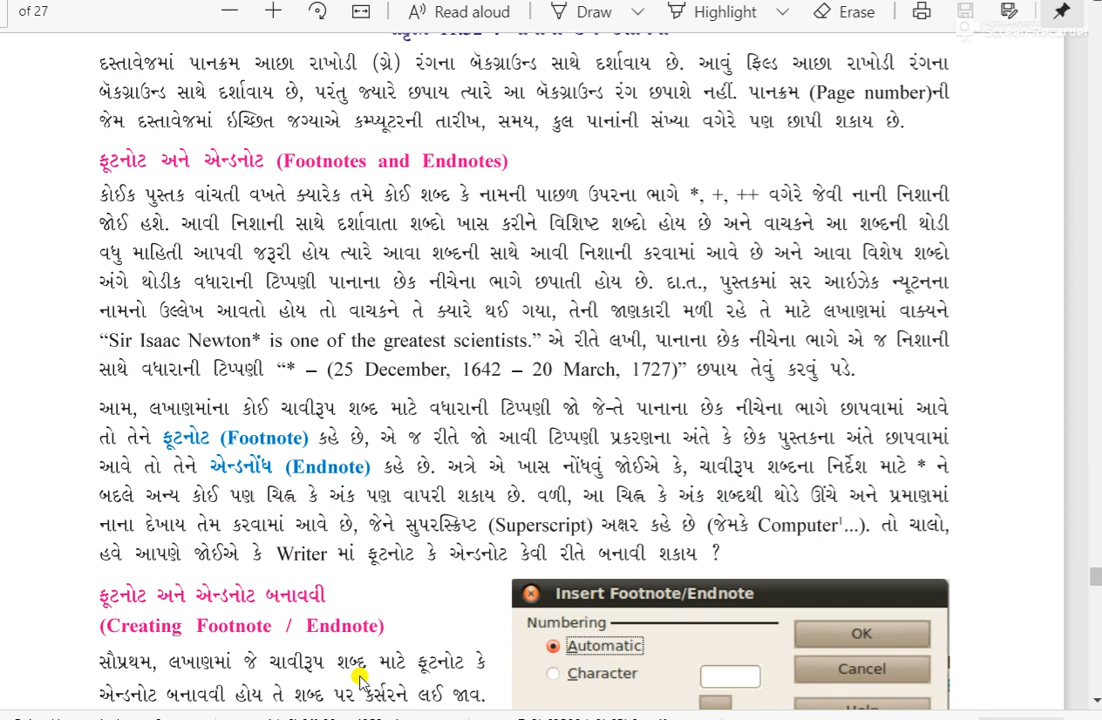 of 27
Read aloud
Draw
Highlight
Erase
Screen Recorder
દસ્તાવેજમાં પાનક્રમ આછા રાખોડી (ગ્રે) રંગના બૅકગ્રાઉન્ડ સાથે દર્શાવાય છે. આવું ફિલ્ડ આછા રાખોડી રંગના
બૅકગ્રાઉન્ડ સાથે દર્શાવાય છે, પરંતુ જ્યારે છપાય ત્યારે આ બૅકગ્રાઉન્ડ રંગ છપાશે નહીં. પાનક્રમ (Page number)ની
જેમ દસ્તાવેજમાં ઇચ્છિત જગ્યાએ કમ્પ્યૂટરની તારીખ, સમય, કુલ પાનાંની સંખ્યા વગેરે પણ છાપી શકાય છે.
ફૂટનોટ અને એન્ડનોટ (Footnotes and Endnotes)
કોઈક પુસ્તક વાંચતી વખતે ક્યારેક તમે કોઈ શબ્દ કે નામની પાછળ ઉપરના ભાગે *, +, ++ વગેરે જેવી નાની નિશાની
જોઈ હશે. આવી નિશાની સાથે દર્શાવાતા શબ્દો ખાસ કરીને વિશિષ્ટ શબ્દો હોય છે અને વાચકને આ શબ્દની થોડી
વધુ માહિતી આપવી જરૂરી હોય ત્યારે આવા શબ્દની સાથે આવી નિશાની કરવામાં આવે છે અને આવા વિશેષ શબ્દો
અંગે થોડીક વધારાની ટિપ્પણી પાનાના છેક નીચેના ભાગે છપાતી હોય છે. દા.ત., પુસ્તકમાં સર આઇઝેક ન્યૂટનના
નામનો ઉલ્લેખ આવતો હોય તો વાચકને તે ક્યારે થઈ ગયા, તેની જાણકારી મળી રહે તે માટે લખાણમાં વાક્યને
“Sir Isaac Newton* is one of the greatest scientists.” એ રીતે લખી, પાનાના છેક નીચેના ભાગે એ જ નિશાની
સાથે વધારાની ટિપ્પણી “* – (25 December, 1642 – 20 March, 1727)” છપાય તેવું કરવું પડે.
આમ, લખાણમાંના કોઈ ચાવીરૂપ શબ્દ માટે વધારાની ટિપ્પણી જો જે-તે પાનાના છેક નીચેના ભાગે છાપવામાં આવે
તો તેને ફૂટનોટ (Footnote) કહે છે, એ જ રીતે જો આવી ટિપ્પણી પ્રકરણના અંતે કે છેક પુસ્તકના અંતે છાપવામાં
આવે તો તેને એન્ડનોંધ (Endnote) કહે છે. અત્રે એ ખાસ નોંધવું જોઈએ કે, ચાવીરૂપ શબ્દના નિર્દેશ માટે * ને
બદલે અન્ય કોઈ પણ ચિહ્ન કે અંક પણ વાપરી શકાય છે. વળી, આ ચિહ્ન કે અંક શબ્દથી થોડે ઊંચે અને પ્રમાણમાં
નાના દેખાય તેમ કરવામાં આવે છે, જેને સુપરસ્ક્રિપ્ટ (Superscript) અક્ષર કહે છે (જેમકે Computer¹...). તો ચાલો,
હવે આપણે જોઈએ કે Writer માં ફૂટનોટ કે એન્ડનોટ કેવી રીતે બનાવી શકાય ?
ફૂટનોટ અને એન્ડનોટ બનાવવી
(Creating Footnote / Endnote)
સૌપ્રથમ, લખાણમાં જે ચાવીરૂપ શબ્દ માટે ફૂટનોટ કે
એન્ડનોટ બનાવવી હોય તે શબ્દ પર કર્સરને લઈ જાવ.
Insert Footnote/Endnote
Numbering
Automatic
Character
OK
Cancel